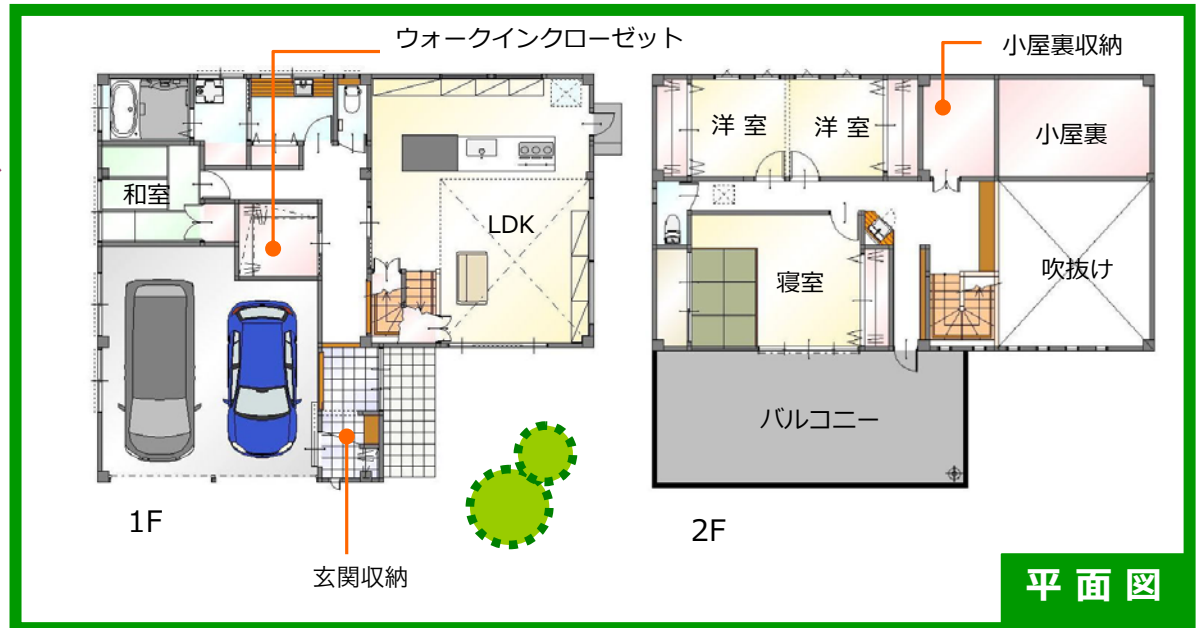 ウォークインクローゼット
小屋裏収納
和室
LDK
洋室
洋室
小屋裏
寝室
吹抜け
バルコニー
1F
2F
玄関収納
平面図